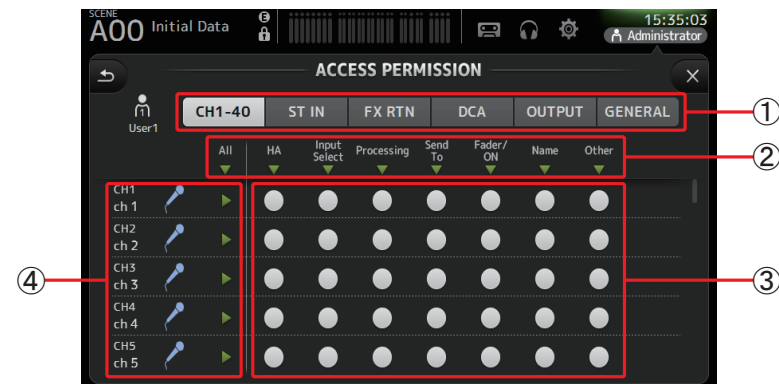 SCENE
A00 Initial Data
E
15:35:03
Administrator
ACCESS PERMISSION
1
User1
CH1-40 ST IN FX RTN DCA OUTPUT GENERAL
①
All HA Input Select Processing Send To Fader/ON Name Other
②
CH1
ch 1
CH2
ch 2
CH3
ch 3
④
③
CH4
ch 4
CH5
ch 5